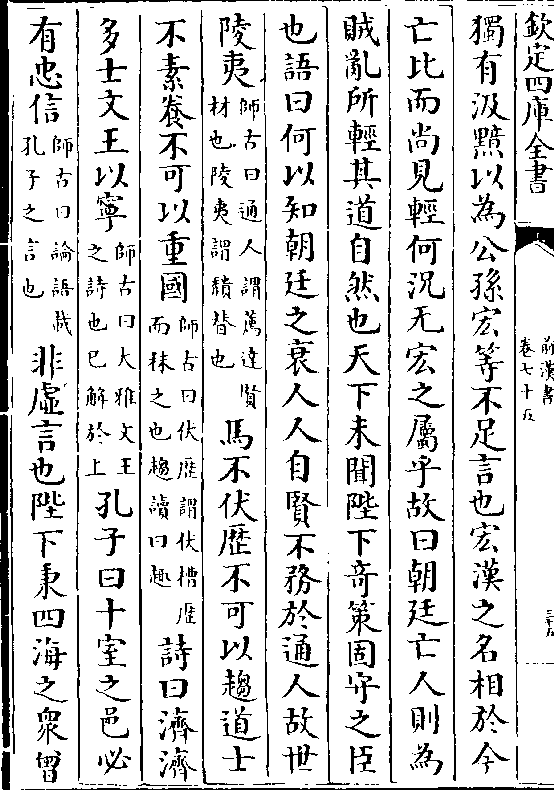 欽定四庫全書
前漢書
卷七十五
獨有汲黯以為公孫宏等不足言也宏漢之名相於今
亡比而尚見輕何況无宏之屬乎故曰朝廷亡人則為
賊亂所輕其道自然也天下未聞陛下竒策固守之臣
也語曰何以知朝廷之衰人人自賢不務於通人故世
陵夷
師古曰通人謂薦達賢
材也陵夷謂頽替也
馬不伏歴不可以趨道士
不素養不可以重國
師古曰伏歴謂伏槽歴
而秣之也趨讀曰趣
詩曰濟濟
多士文王以寧
師古曰大雅文王
之詩也已解於上
孔子曰十室之邑必
有忠信
師古曰論語載
孔子之言也
非虛言也陛下秉四海之衆曾